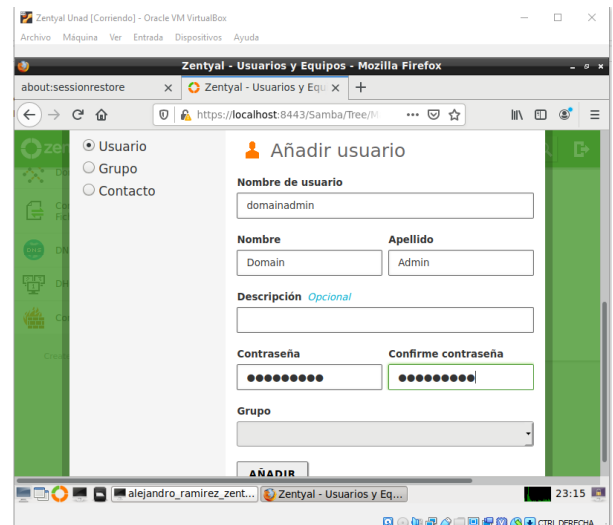 Zentyal Unad [Corriendo] - Oracle VM VirtualBox
Archivo Máquina Ver Entrada Dispositivos Ayuda
Zentyal - Usuarios y Equipos - Mozilla Firefox
about:sessionrestore
Zentyal - Usuarios y Equ
https://localhost:8443/Samba/Tree/M
zen
Usuario
Grupo
Contacto
Añadir usuario
Nombre de usuario
domainadmin
Nombre Apellido
Domain Admin
Descripción Opcional
Contraseña Confirme contraseña
●●●●●●●●● ●●●●●●●●●
Grupo
AÑADIR
alejandro_ramirez_zent...
Zentyal - Usuarios y Eq...
23:15
CTRL DERECHA